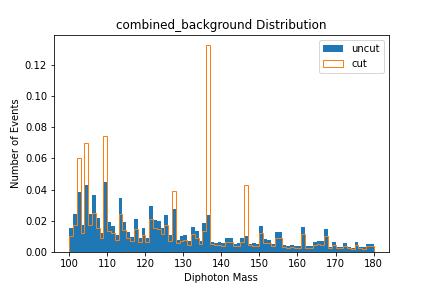 combined_background Distribution
uncut
cut
Number of Events
0.12
0.10
0.08
0.06
0.04
0.02
0.00
100 110 120 130 140 150 160 170 180
Diphoton Mass